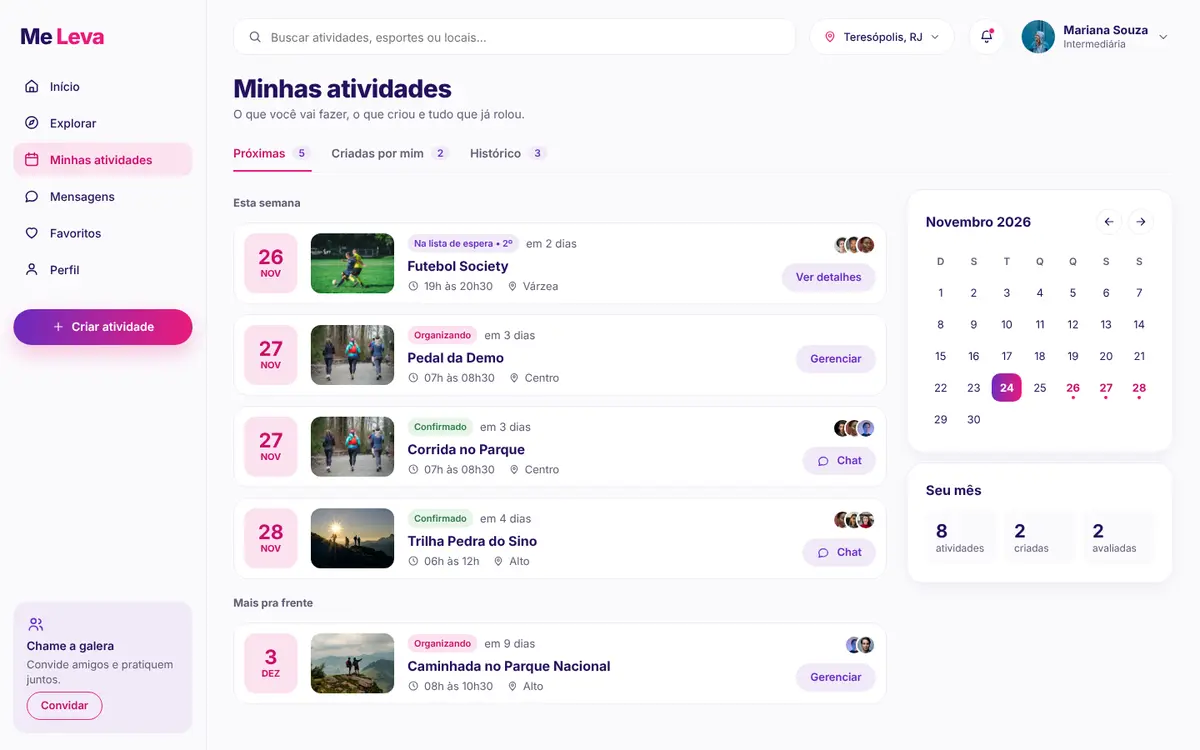 Me Leva
Início
Explorar
Minhas atividades
Mensagens
Favoritos
Perfil
+ Criar atividade
Chame a galera
Convide amigos e pratiquem
juntos.
Convidar
Buscar atividades, esportes ou locais...
Teresópolis, RJ
Mariana Souza
Intermediária
Minhas atividades
O que você vai fazer, o que criou e tudo que já rolou.
Próximas 5
Criadas por mim 2
Histórico 3
Esta semana
26
NOV
Na lista de espera • 2º em 2 dias
Futebol Society
19h às 20h30 Várzea
Ver detalhes
27
NOV
Organizando em 3 dias
Pedal da Demo
07h às 08h30 Centro
Gerenciar
27
NOV
Confirmado em 3 dias
Corrida no Parque
07h às 08h30 Centro
Chat
28
NOV
Confirmado em 4 dias
Trilha Pedra do Sino
06h às 12h Alto
Chat
Mais pra frente
3
DEZ
Organizando em 9 dias
Caminhada no Parque Nacional
08h às 10h30 Alto
Gerenciar
Novembro 2026
D S T Q Q S S
1 2 3 4 5 6 7
8 9 10 11 12 13 14
15 16 17 18 19 20 21
22 23 24 25 26 27 28
29 30
Seu mês
8
atividades
2
criadas
2
avaliadas